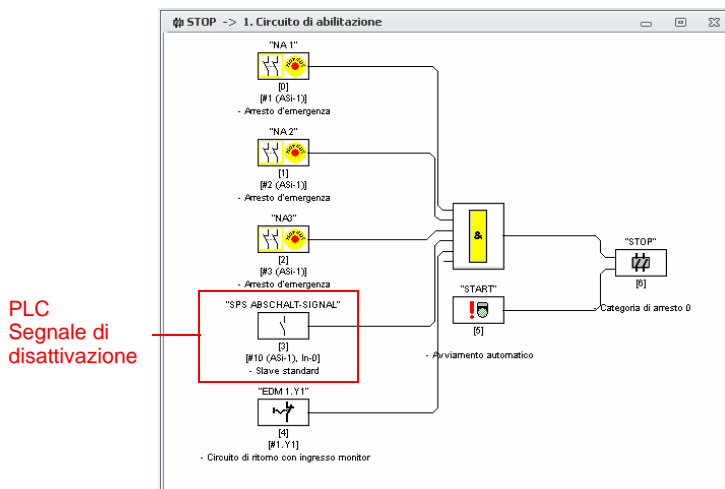 STOP -> 1. Circuito di abilitazione
"NA 1"
[0]
[#1 (ASi-1)]
- Arresto d'emergenza
"NA 2"
[1]
[#2 (ASi-1)]
- Arresto d'emergenza
"NA3"
[2]
[#3 (ASi-1)]
- Arresto d'emergenza
&
"STOP"
[6]
- Categoria di arresto 0
"START"
[5]
- Avviamento automatico
PLC
Segnale di
disattivazione
"SPS ABSCHALT-SIGNAL"
[3]
[#10 (ASi-1), In-0]
- Slave standard
"EDM 1.Y1"
[4]
[#1.Y1]
- Circuito di ritorno con ingresso monitor